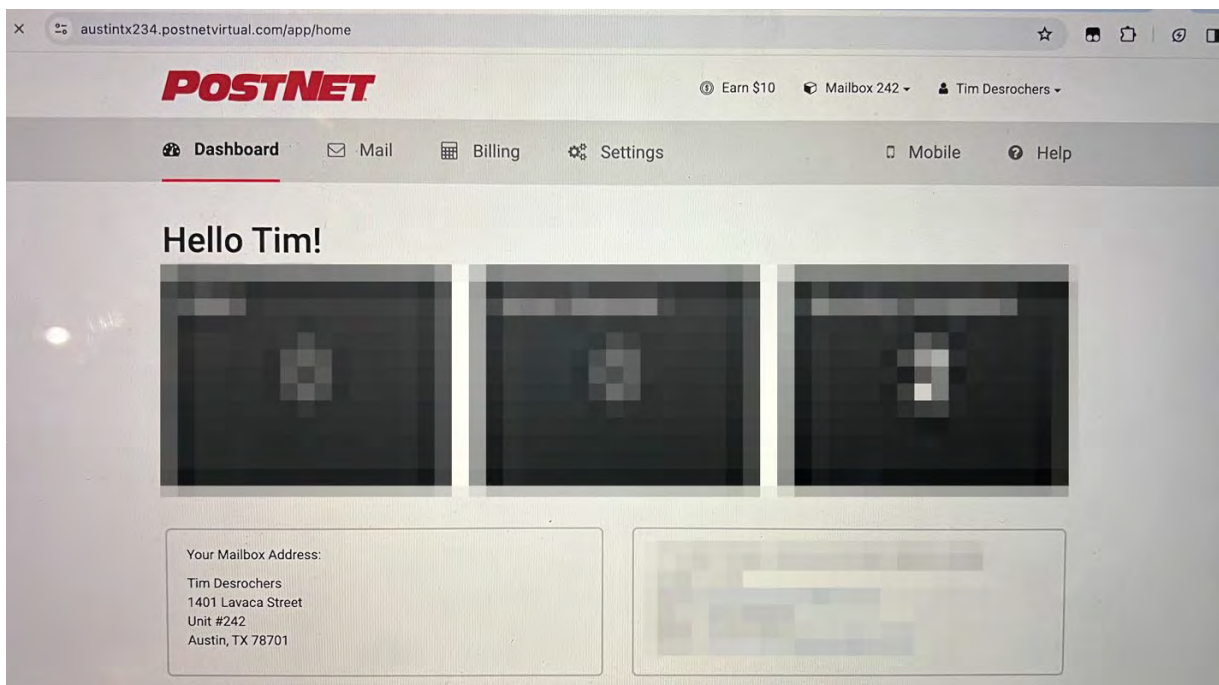 austintx234.postnetvirtual.com/app/home
POSTNET
Earn $10 Mailbox 242 Tim Desrochers
Dashboard Mail Billing Settings Mobile Help
Hello Tim!
Your Mailbox Address:
Tim Desrochers
1401 Lavaca Street
Unit #242
Austin, TX 78701